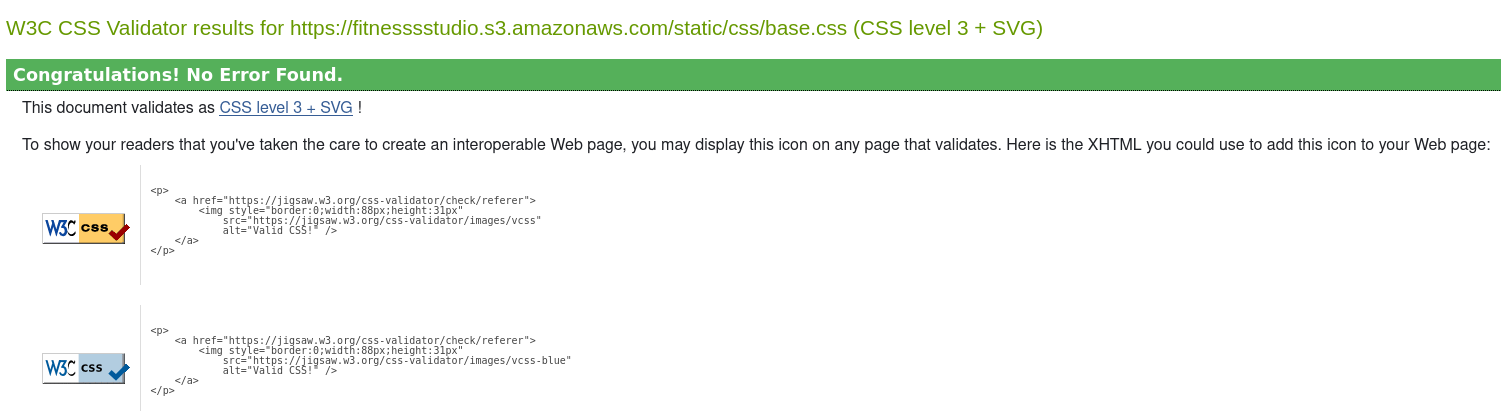 W3C CSS Validator results for https://fitnesssstudio.s3.amazonaws.com/static/css/base.css (CSS level 3 + SVG)
Congratulations! No Error Found.
This document validates as CSS level 3 + SVG !
To show your readers that you've taken the care to create an interoperable Web page, you may display this icon on any page that validates. Here is the XHTML you could use to add this icon to your Web page:
W3C css
<p>
<a href="https://jigsaw.w3.org/css-validator/check/referer">
<img style="border:0;width:88px;height:31px"
src="https://jigsaw.w3.org/css-validator/images/vcss"
alt="Valid CSS!" />
</a>
</p>
W3C css
<p>
<a href="https://jigsaw.w3.org/css-validator/check/referer">
<img style="border:0;width:88px;height:31px"
src="https://jigsaw.w3.org/css-validator/images/vcss-blue"
alt="Valid CSS!" />
</a>
</p>